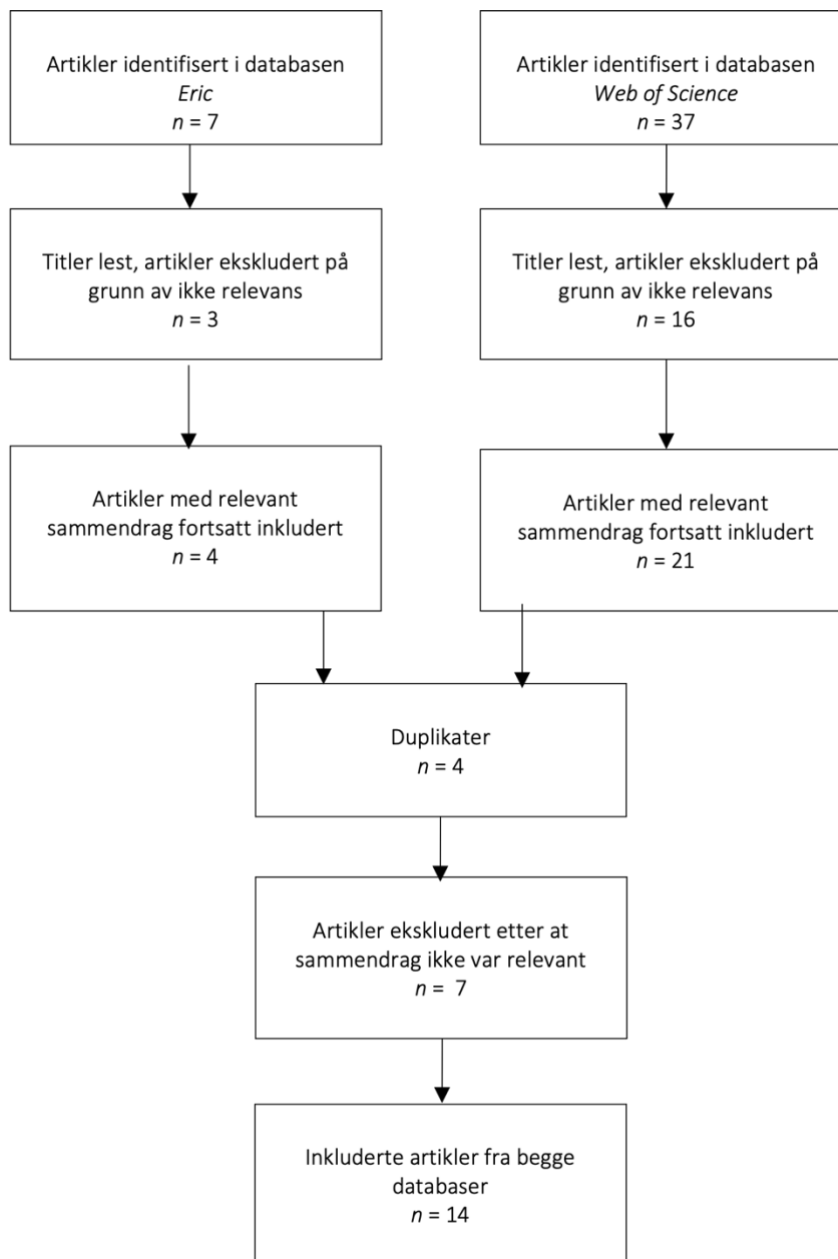 Artikler identifisert i databasen
Eric
n = 7
Artikler identifisert i databasen
Web of Science
n = 37
Titler lest, artikler ekskludert på
grunn av ikke relevans
n = 3
Titler lest, artikler ekskludert på
grunn av ikke relevans
n = 16
Artikler med relevant
sammendrag fortsatt inkludert
n = 4
Artikler med relevant
sammendrag fortsatt inkludert
n = 21
Duplikater
n = 4
Artikler ekskludert etter at
sammendrag ikke var relevant
n = 7
Inkluderte artikler fra begge
databaser
n = 14